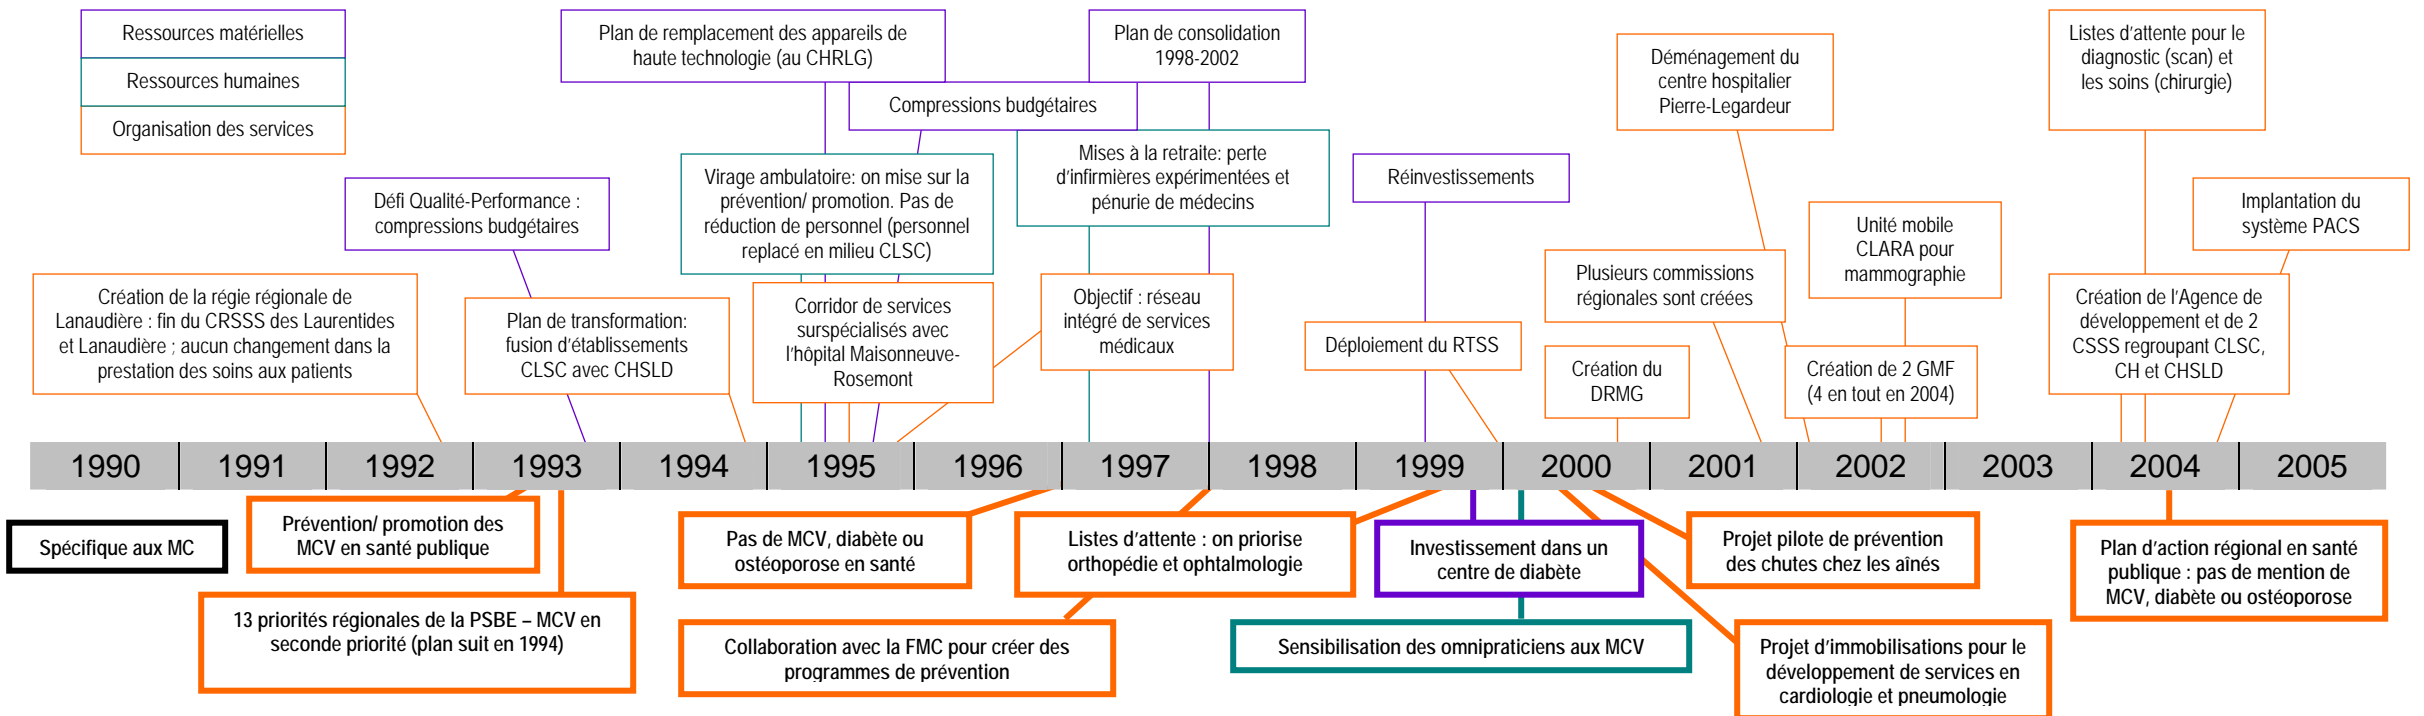 Ressources matérielles
Ressources humaines
Organisation des services
Plan de remplacement des appareils de
haute technologie (au CHRLG)
Plan de consolidation
1998-2002
Compressions budgétaires
Déménagement du
centre hospitalier
Pierre-Legardeur
Listes d'attente pour le
diagnostic (scan) et
les soins (chirurgie)
Défi Qualité-Performance :
compressions budgétaires
Virage ambulatoire: on mise sur la
prévention/ promotion. Pas de
réduction de personnel (personnel
replacé en milieu CLSC)
Mises à la retraite: perte
d'infirmières expérimentées et
pénurie de médecins
Réinvestissements
Unité mobile
CLARA pour
mammographie
Implantation du
système PACS
Création de la régie régionale de
Lanaudière : fin du CRSSS des Laurentides
et Lanaudière ; aucun changement dans la
prestation des soins aux patients
Plan de transformation:
fusion d'établissements
CLSC avec CHSLD
Corridor de services
surspécialisés avec
l'hôpital Maisonneuve-
Rosemont
Objectif : réseau
intégré de services
médicaux
Déploiement du RTSS
Plusieurs commissions
régionales sont créées
Création du
DRMG
Création de 2 GMF
(4 en tout en 2004)
Création de l'Agence de
développement et de 2
CSSS regroupant CLSC,
CH et CHSLD
1990 1991 1992 1993 1994 1995 1996 1997 1998 1999 2000 2001 2002 2003 2004 2005
Spécifique aux MC
Prévention/ promotion des
MCV en santé publique
13 priorités régionales de la PSBE – MCV en
seconde priorité (plan suit en 1994)
Pas de MCV, diabète ou
ostéoporose en santé
Collaboration avec la FMC pour créer des
programmes de prévention
Listes d'attente : on priorise
orthopédie et ophtalmologie
Investissement dans un
centre de diabète
Sensibilisation des omnipraticiens aux MCV
Projet pilote de prévention
des chutes chez les aînés
Projet d'immobilisations pour le
développement de services en
cardiologie et pneumologie
Plan d'action régional en santé
publique : pas de mention de
MCV, diabète ou ostéoporose